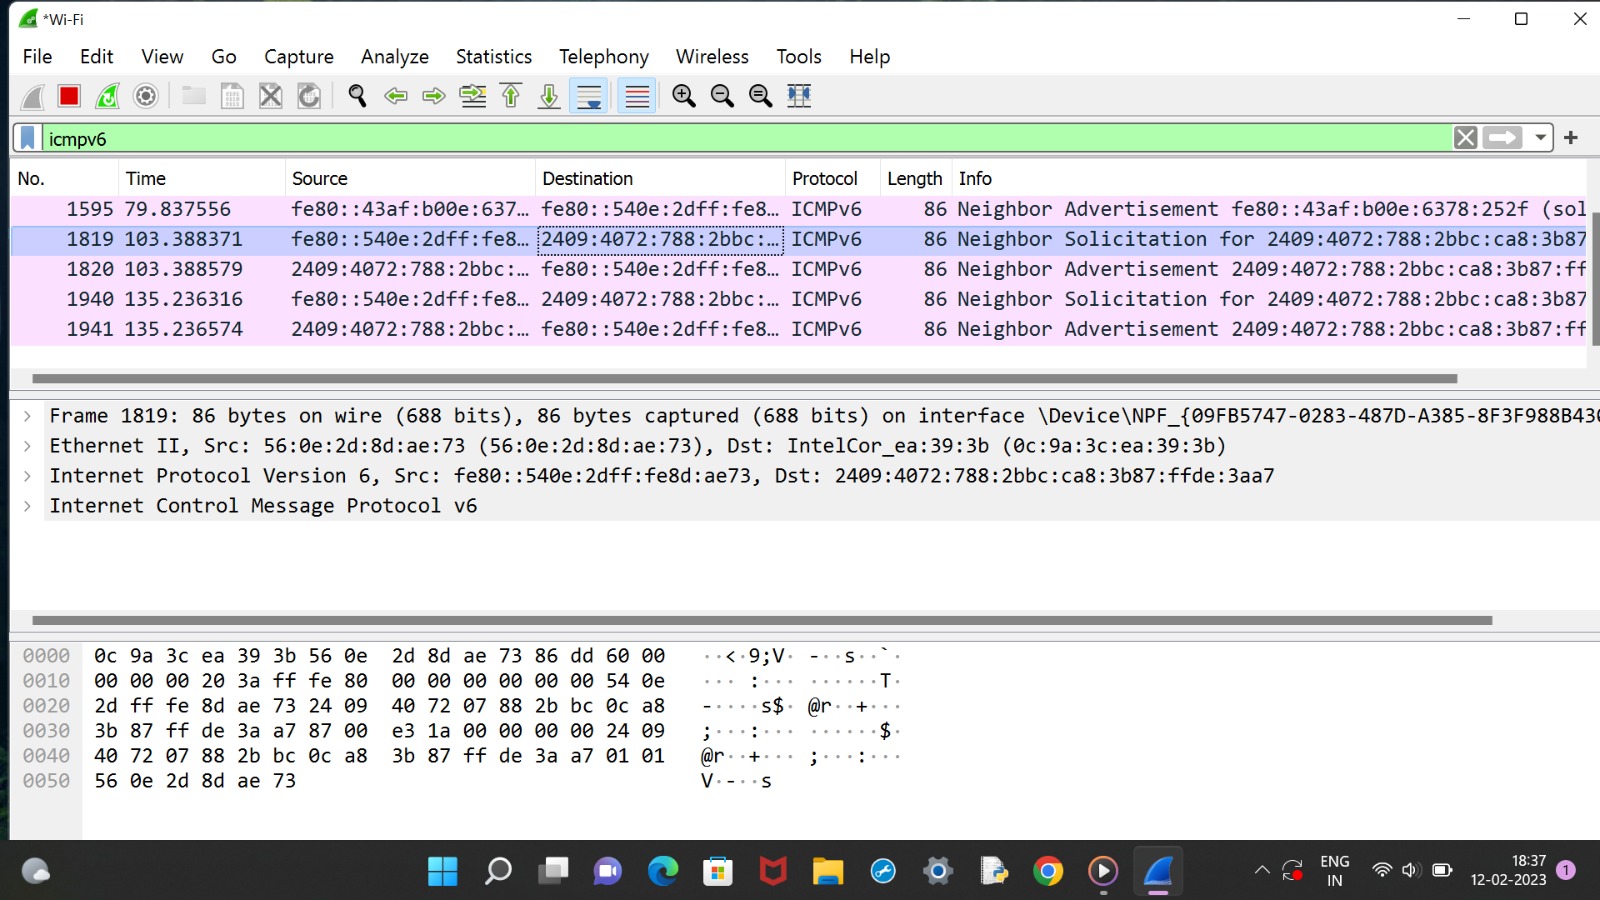 *Wi-Fi
File Edit View Go Capture Analyze Statistics Telephony Wireless Tools Help
icmpv6
No. Time Source Destination Protocol Length Info
1595 79.837556 fe80::43af:b00e:637… fe80::540e:2dff:fe8… ICMPv6 86 Neighbor Advertisement fe80::43af:b00e:6378:252f (sol
1819 103.388371 fe80::540e:2dff:fe8… 2409:4072:788:2bbc:… ICMPv6 86 Neighbor Solicitation for 2409:4072:788:2bbc:ca8:3b87
1820 103.388579 2409:4072:788:2bbc:… fe80::540e:2dff:fe8… ICMPv6 86 Neighbor Advertisement 2409:4072:788:2bbc:ca8:3b87:ff
1940 135.236316 fe80::540e:2dff:fe8… 2409:4072:788:2bbc:… ICMPv6 86 Neighbor Solicitation for 2409:4072:788:2bbc:ca8:3b87
1941 135.236574 2409:4072:788:2bbc:… fe80::540e:2dff:fe8… ICMPv6 86 Neighbor Advertisement 2409:4072:788:2bbc:ca8:3b87:ff
Frame 1819: 86 bytes on wire (688 bits), 86 bytes captured (688 bits) on interface \Device\NPF_{09FB5747-0283-487D-A385-8F3F988B430
Ethernet II, Src: 56:0e:2d:8d:ae:73 (56:0e:2d:8d:ae:73), Dst: IntelCor_ea:39:3b (0c:9a:3c:ea:39:3b)
Internet Protocol Version 6, Src: fe80::540e:2dff:fe8d:ae73, Dst: 2409:4072:788:2bbc:ca8:3b87:ffde:3aa7
Internet Control Message Protocol v6
0000 0c 9a 3c ea 39 3b 56 0e 2d 8d ae 73 86 dd 60 00 ··<·9;V· -··s··`·
0010 00 00 00 20 3a ff fe 80 00 00 00 00 00 00 54 0e ··· :··· ······T·
0020 2d ff fe 8d ae 73 24 09 40 72 07 88 2b bc 0c a8 -····s$· @r··+···
0030 3b 87 ff de 3a a7 87 00 e3 1a 00 00 00 00 24 09 ;···:··· ······$·
0040 40 72 07 88 2b bc 0c a8 3b 87 ff de 3a a7 01 01 @r··+··· ;···:···
0050 56 0e 2d 8d ae 73 V·-··s
ENG
IN
18:37
12-02-2023
1